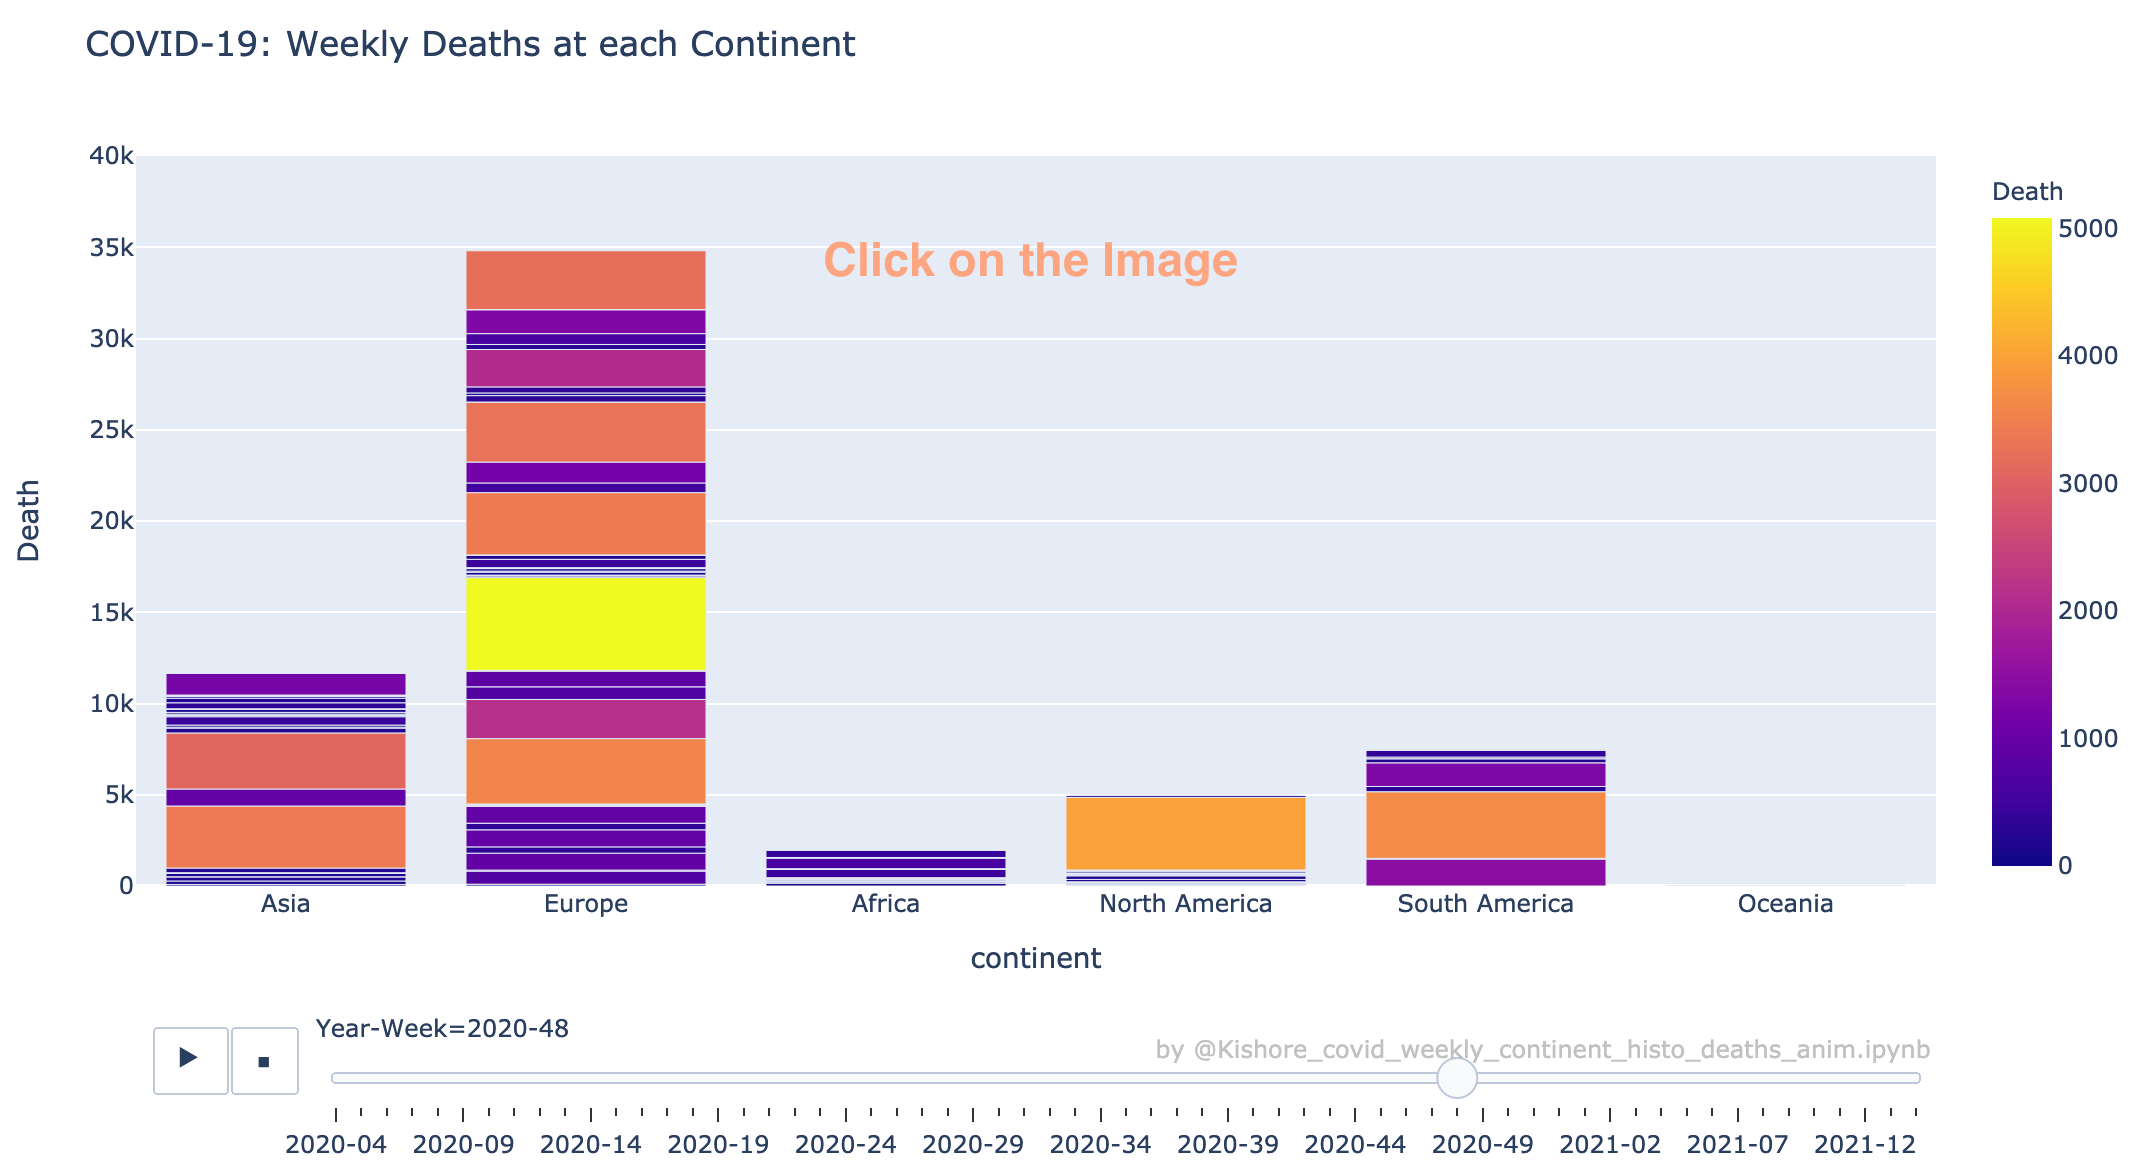 COVID-19: Weekly Deaths at each Continent
40k
35k
30k
25k
20k
15k
10k
5k
0
Death
Click on the Image
Death
5000
4000
3000
2000
1000
0
Asia Europe Africa North America South America Oceania
continent
Year-Week=2020-48
by @Kishore_covid_weekly_continent_histo_deaths_anim.ipynb
2020-04 2020-09 2020-14 2020-19 2020-24 2020-29 2020-34 2020-39 2020-44 2020-49 2021-02 2021-07 2021-12